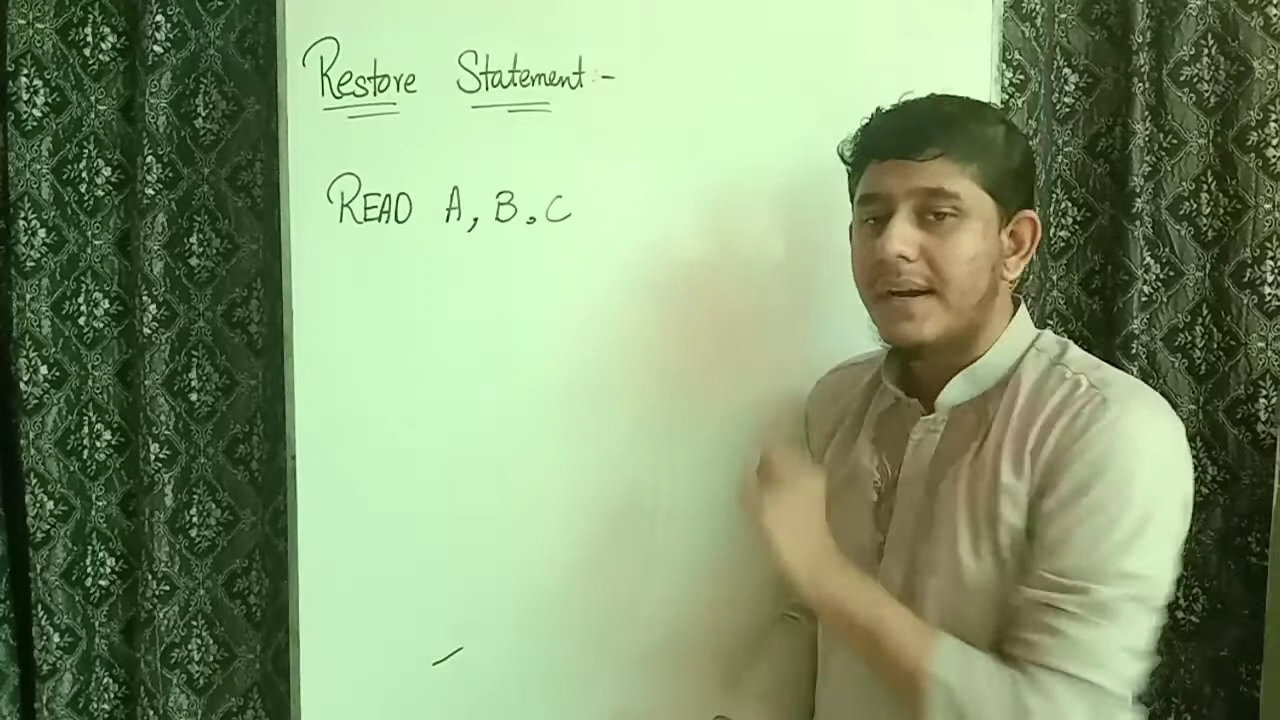 Restore Statement:-
READ A, B, C